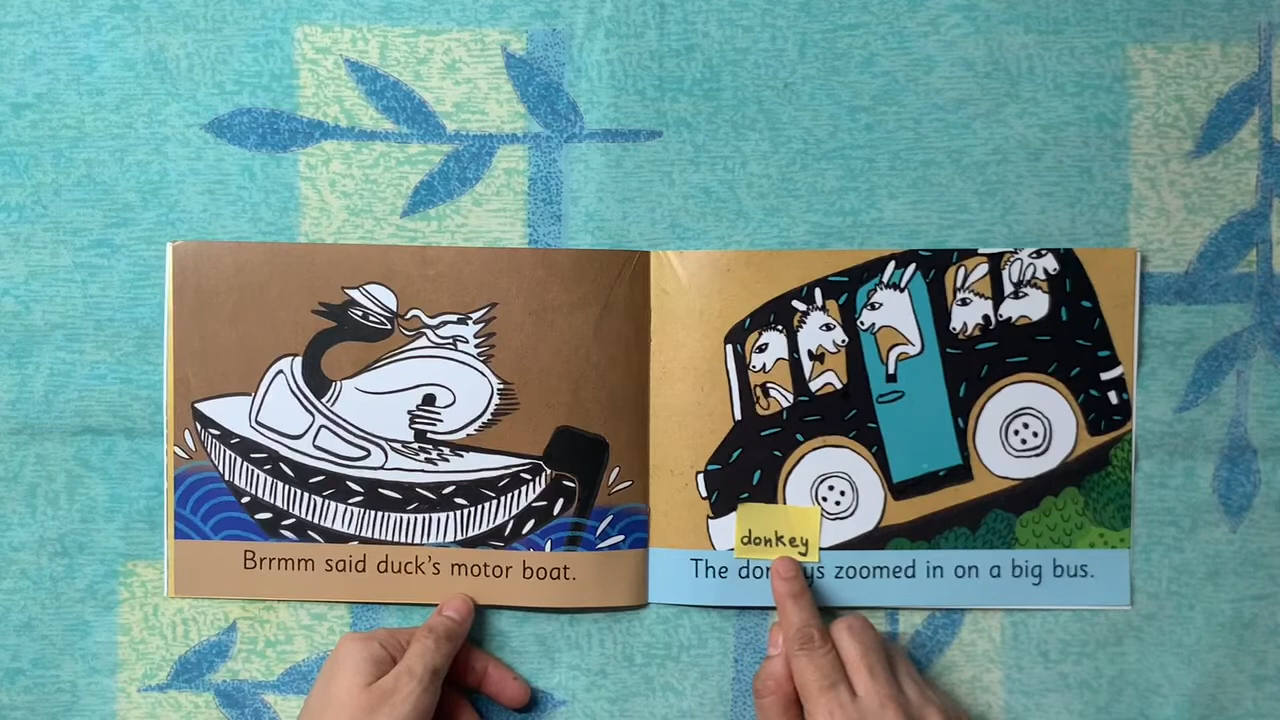 Brrmm said duck's motor boat.
donkey
The donkeys zoomed in on a big bus.